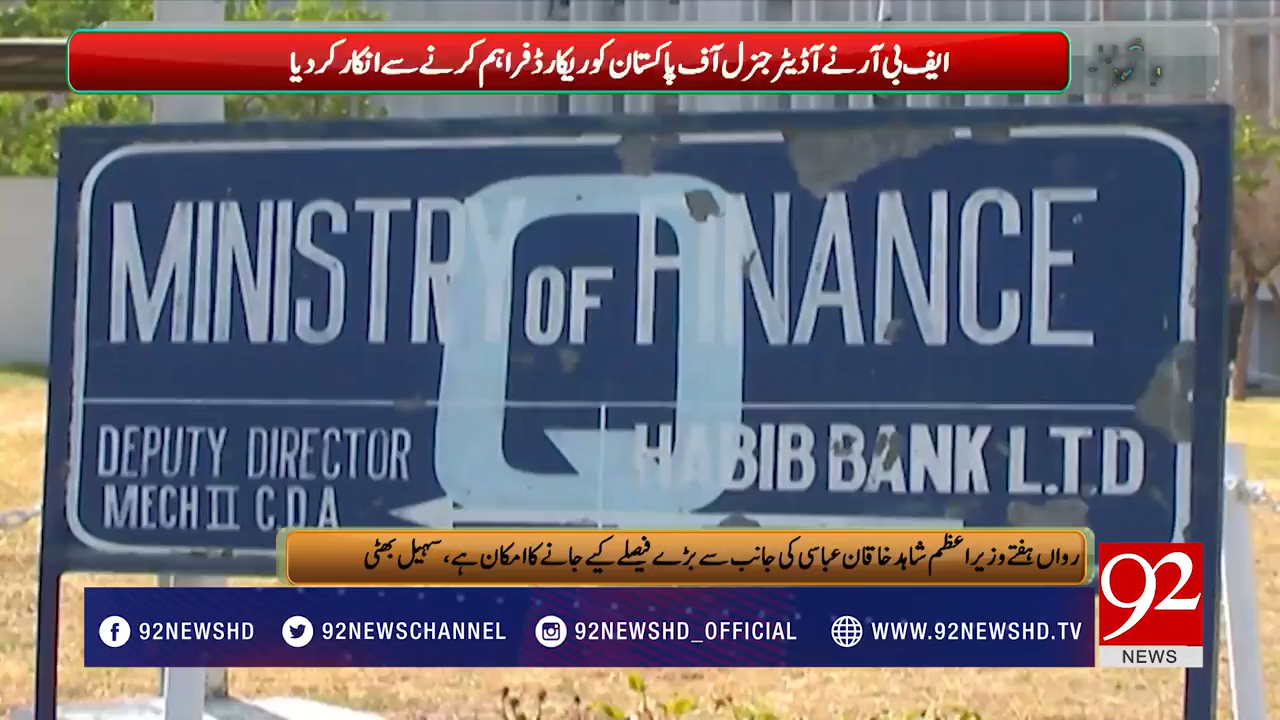 ایف بی آر نے آڈیٹر جنرل آف پاکستان کو ریکارڈ فراہم کرنے سے انکار کر دیا
MINISTRY OF FINANCE
DEPUTY DIRECTOR
MECH II C.D.A
HABIB BANK L.T.D
رواں ہفتے وزیراعظم شاہد خاقان عباسی کی جانب سے بڑے فیصلے کیے جانے کا امکان ہے، سہیل بھٹی
92NEWSHD
92NEWSCHANNEL
92NEWSHD_OFFICIAL
WWW.92NEWSHD.TV
92
NEWS